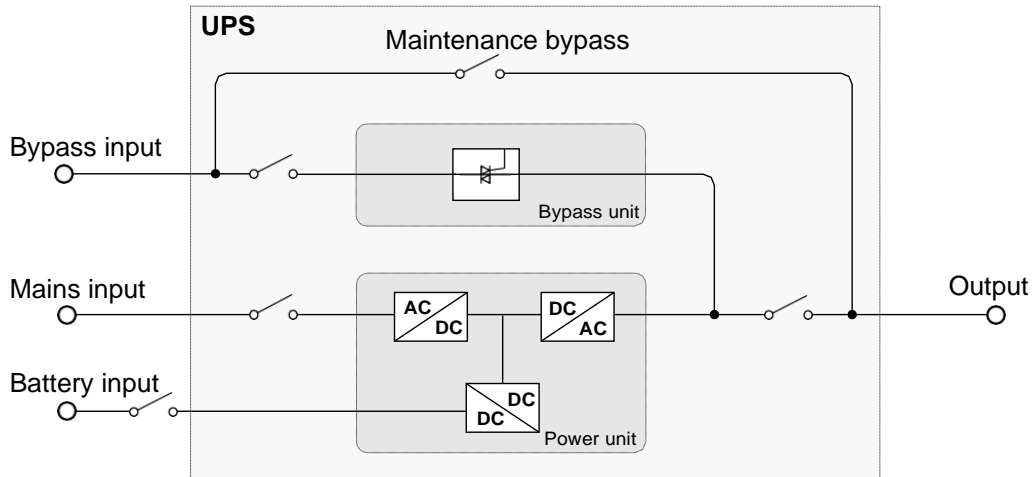 UPS
Maintenance bypass
Bypass input
Bypass unit
Mains input
AC
DC
DC
AC
Output
Battery input
DC
DC
Power unit